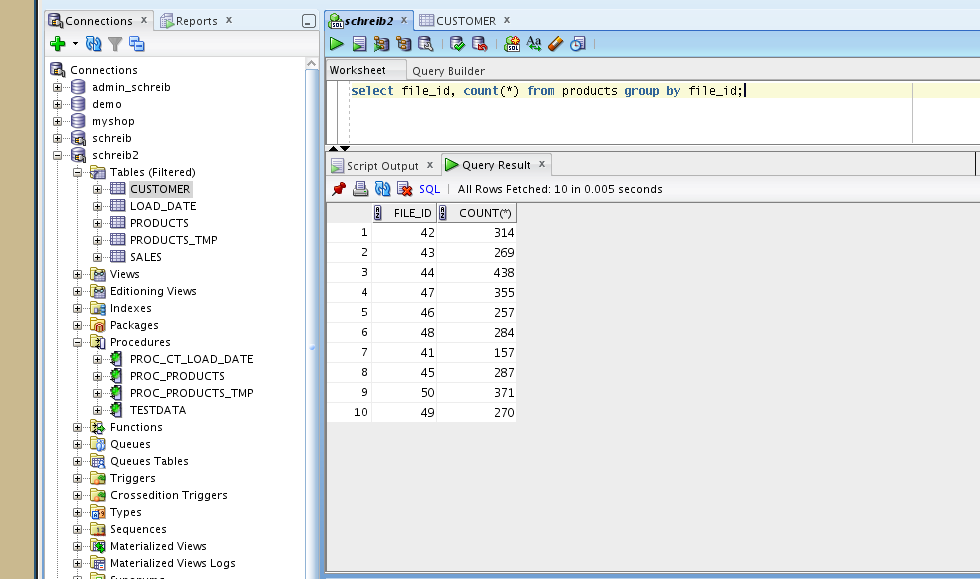 Connections
Reports
Connections
admin_schreib
demo
myshop
schreib
schreib2
Tables (Filtered)
CUSTOMER
LOAD_DATE
PRODUCTS
PRODUCTS_TMP
SALES
Views
Editioning Views
Indexes
Packages
Procedures
PROC_CT_LOAD_DATE
PROC_PRODUCTS
PROC_PRODUCTS_TMP
TESTDATA
Functions
Queues
Queues Tables
Triggers
Crossedition Triggers
Types
Sequences
Materialized Views
Materialized Views Logs
Synonyms
schreib2
CUSTOMER
Worksheet Query Builder
select file_id, count(*) from products group by file_id;
Script Output Query Result
SQL | All Rows Fetched: 10 in 0.005 seconds
FILE_ID COUNT(*)
1 42 314
2 43 269
3 44 438
4 47 355
5 46 257
6 48 284
7 41 157
8 45 287
9 50 371
10 49 270